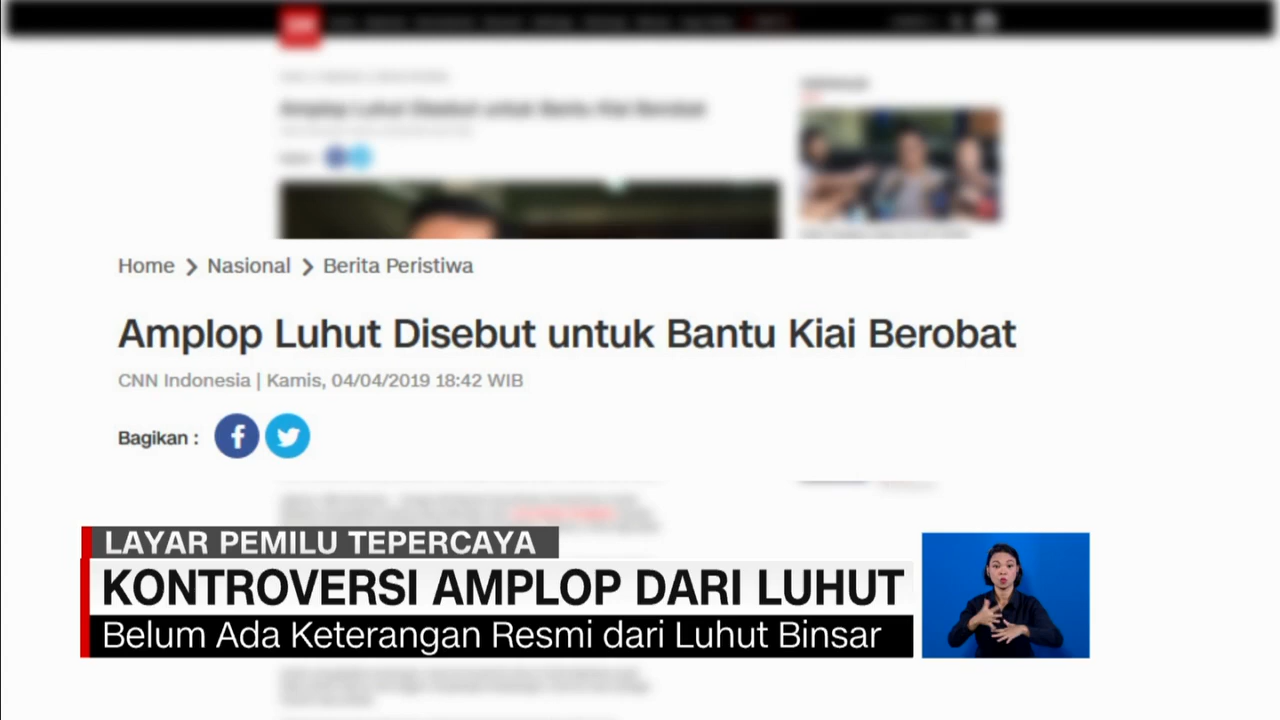 Home > Nasional > Berita Peristiwa
Amplop Luhut Disebut untuk Bantu Kiai Berobat
CNN Indonesia | Kamis, 04/04/2019 18:42 WIB
Bagikan :
LAYAR PEMILU TEPERCAYA
KONTROVERSI AMPLOP DARI LUHUT
Belum Ada Keterangan Resmi dari Luhut Binsar